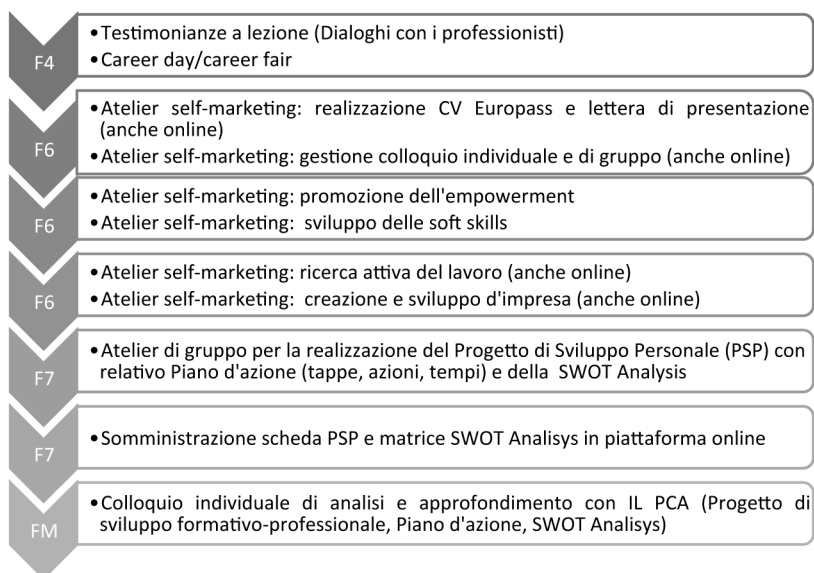 F4
•Testimonianze a lezione (Dialoghi con i professionisti)
•Career day/career fair
F6
•Atelier self-marketing: realizzazione CV Europass e lettera di presentazione
(anche online)
•Atelier self-marketing: gestione colloquio individuale e di gruppo (anche online)
F6
•Atelier self-marketing: promozione dell'empowerment
•Atelier self-marketing: sviluppo delle soft skills
F6
•Atelier self-marketing: ricerca attiva del lavoro (anche online)
•Atelier self-marketing: creazione e sviluppo d'impresa (anche online)
F7
•Atelier di gruppo per la realizzazione del Progetto di Sviluppo Personale (PSP) con
relativo Piano d'azione (tappe, azioni, tempi) e della SWOT Analysis
F7
•Somministrazione scheda PSP e matrice SWOT Analisys in piattaforma online
FM
•Colloquio individuale di analisi e approfondimento con IL PCA (Progetto di
sviluppo formativo-professionale, Piano d'azione, SWOT Analisys)